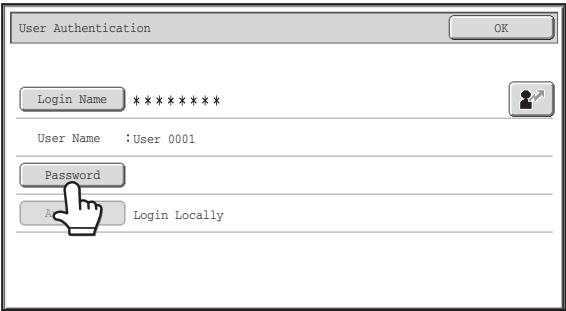 User Authentication OK
Login Name ********
User Name :User 0001
Password
Login Locally